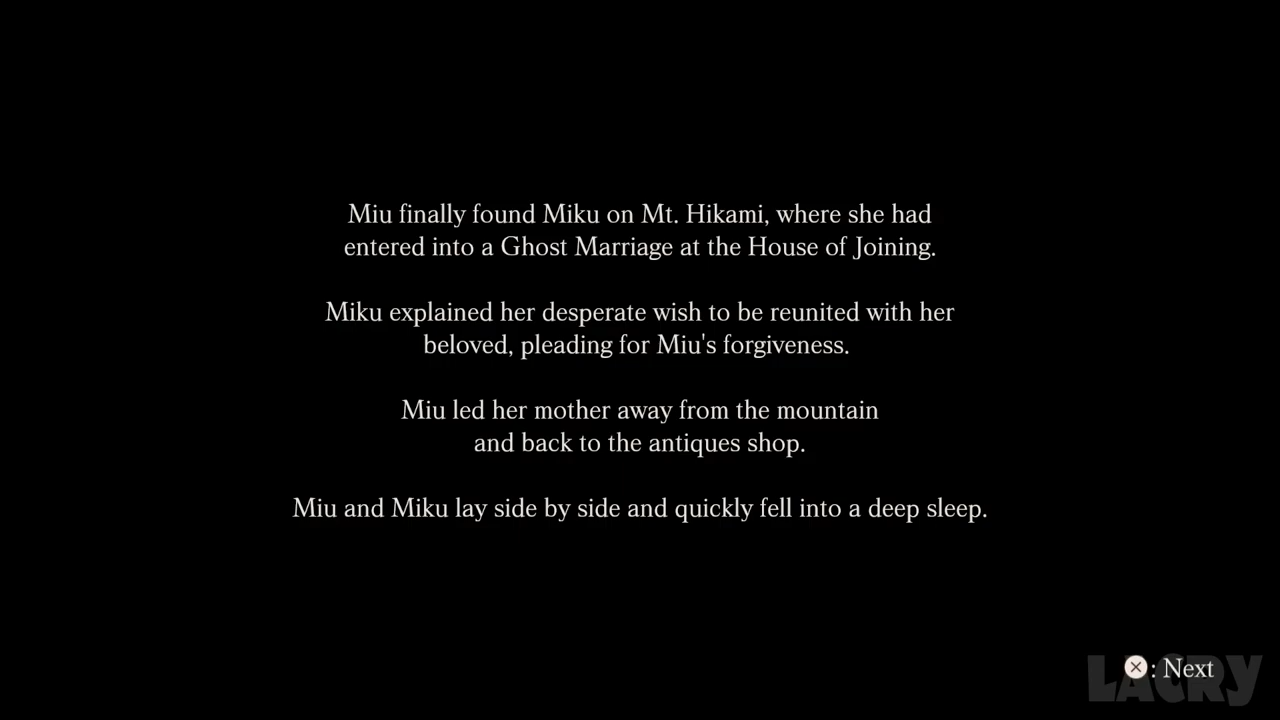 Miu finally found Miku on Mt. Hikami, where she had
entered into a Ghost Marriage at the House of Joining.
Miku explained her desperate wish to be reunited with her
beloved, pleading for Miu's forgiveness.
Miu led her mother away from the mountain
and back to the antiques shop.
Miu and Miku lay side by side and quickly fell into a deep sleep.
: Next
LACRY